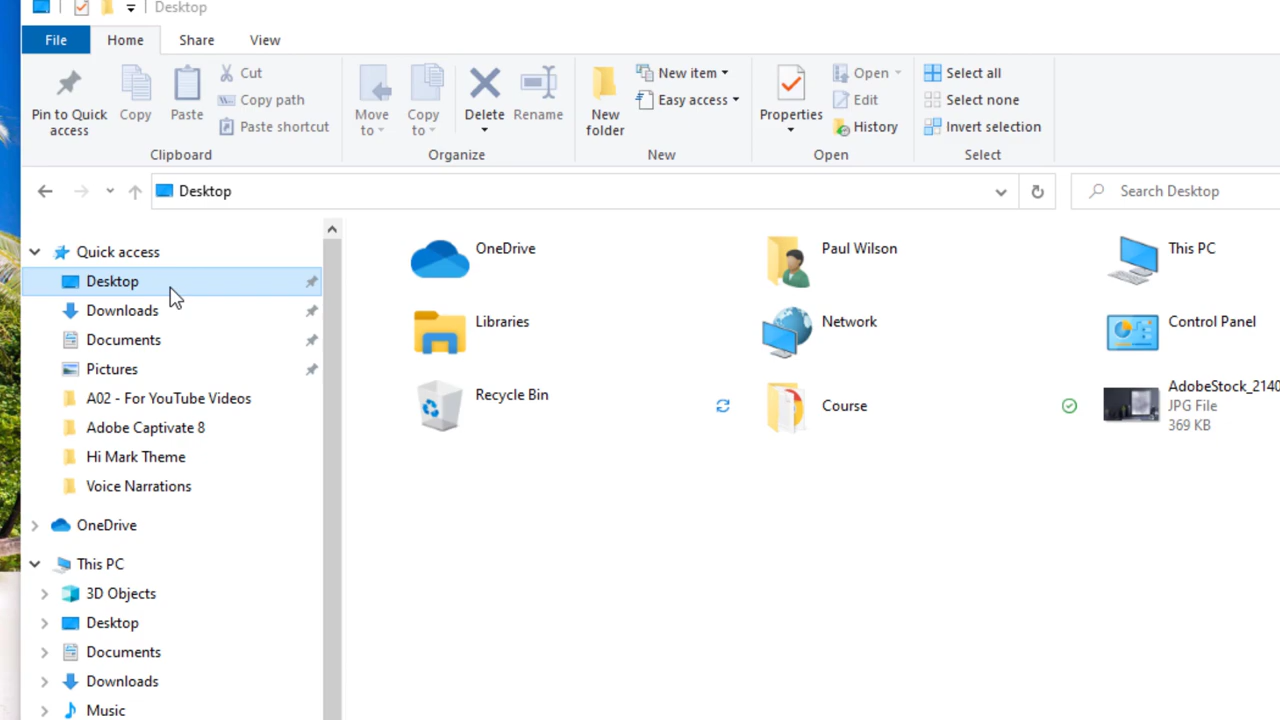 Desktop
File Home Share View
Pin to Quick access
Copy
Paste
Cut
Copy path
Paste shortcut
Clipboard
Move to
Copy to
Delete
Rename
Organize
New folder
New item
Easy access
New
Properties
Open
Edit
History
Open
Select all
Select none
Invert selection
Select
Desktop
Search Desktop
Quick access
Desktop
Downloads
Documents
Pictures
A02 - For YouTube Videos
Adobe Captivate 8
Hi Mark Theme
Voice Narrations
OneDrive
This PC
3D Objects
Desktop
Documents
Downloads
Music
OneDrive
Paul Wilson
This PC
Libraries
Network
Control Panel
Recycle Bin
Course
AdobeStock_2140
JPG File
369 KB